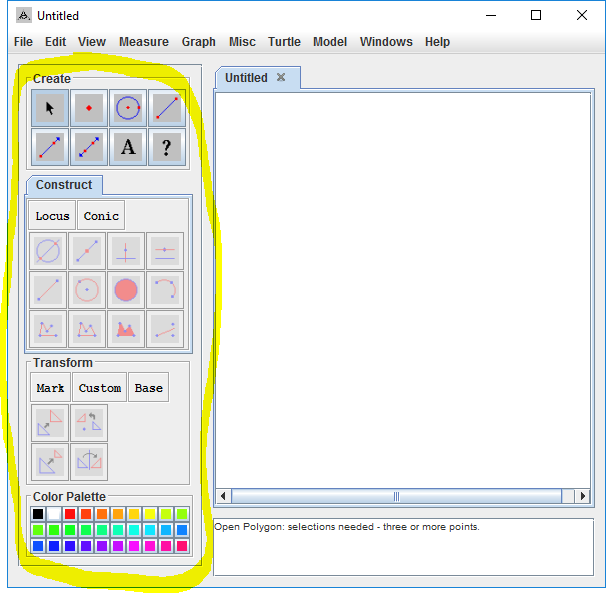 Untitled
File Edit View Measure Graph Misc Turtle Model Windows Help
Create
A ?
Construct
Locus Conic
Transform
Mark Custom Base
Color Palette
Untitled
Open Polygon: selections needed - three or more points.